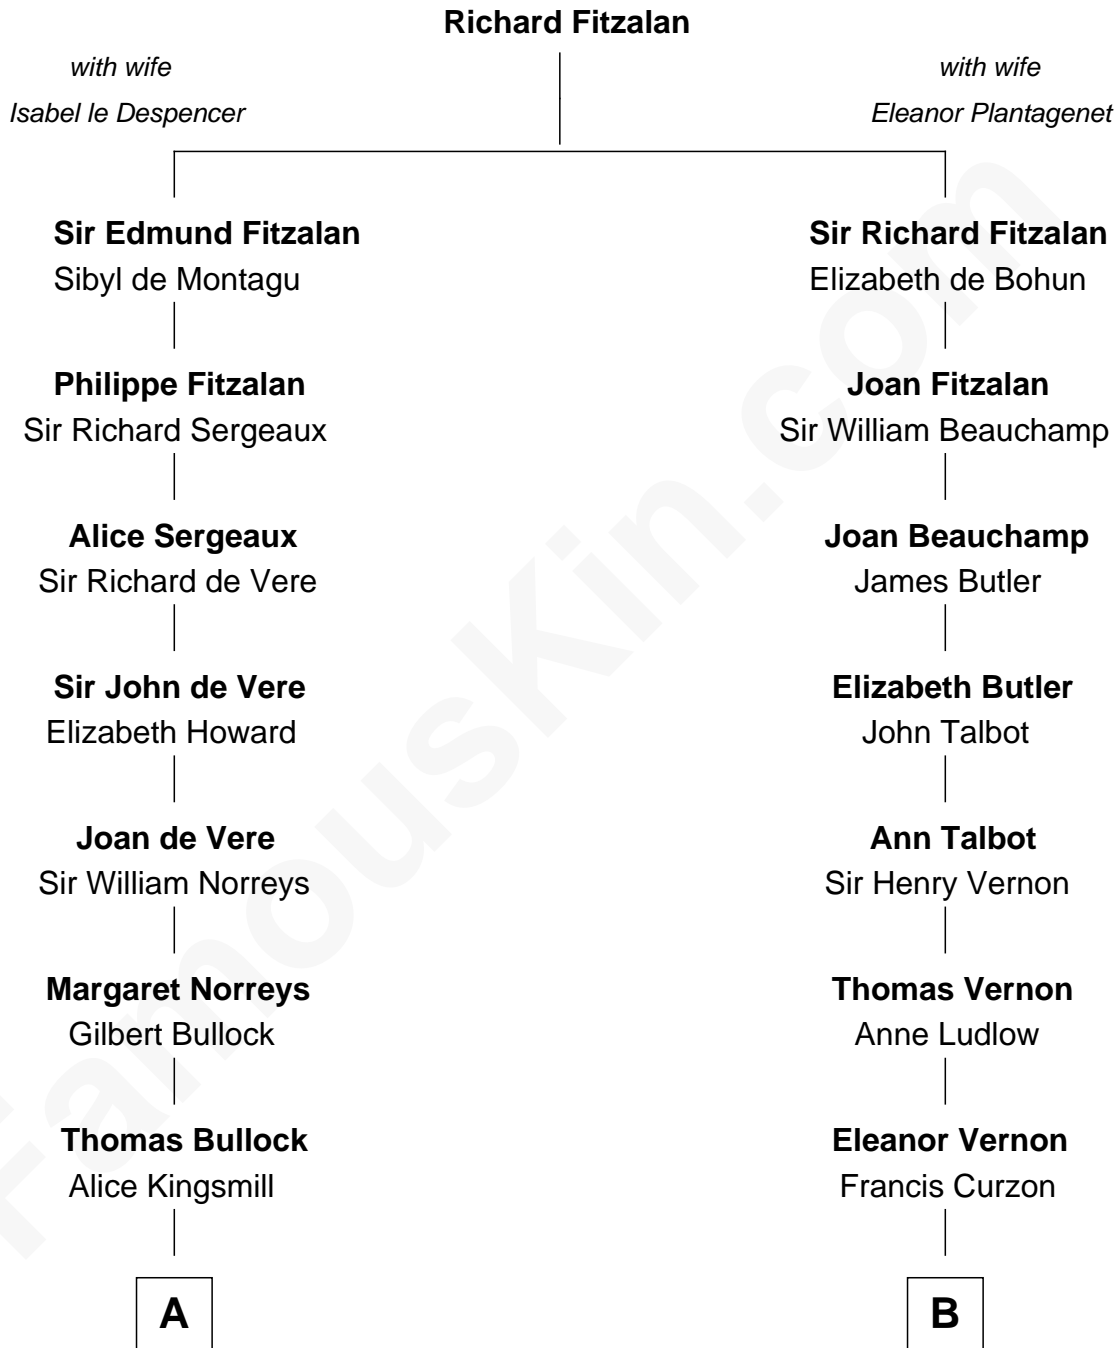 Richard Fitzalan
with wife
Isabel le Despencer
with wife
Eleanor Plantagenet
Sir Edmund Fitzalan
Sibyl de Montagu
Sir Richard Fitzalan
Elizabeth de Bohun
Philippe Fitzalan
Sir Richard Sergeaux
Joan Fitzalan
Sir William Beauchamp
Alice Sergeaux
Sir Richard de Vere
Joan Beauchamp
James Butler
Sir John de Vere
Elizabeth Howard
Elizabeth Butler
John Talbot
Joan de Vere
Sir William Norreys
Ann Talbot
Sir Henry Vernon
Margaret Norreys
Gilbert Bullock
Thomas Vernon
Anne Ludlow
Thomas Bullock
Alice Kingsmill
Eleanor Vernon
Francis Curzon
A
B
FamousKin.com